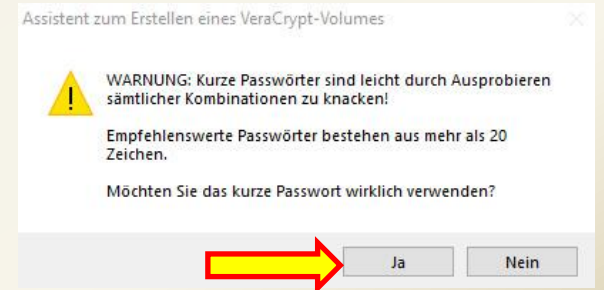 Assistent zum Erstellen eines VeraCrypt-Volumes
WARNUNG: Kurze Passwörter sind leicht durch Ausprobieren
sämtlicher Kombinationen zu knacken!
Empfehlenswerte Passwörter bestehen aus mehr als 20
Zeichen.
Möchten Sie das kurze Passwort wirklich verwenden?
Ja Nein